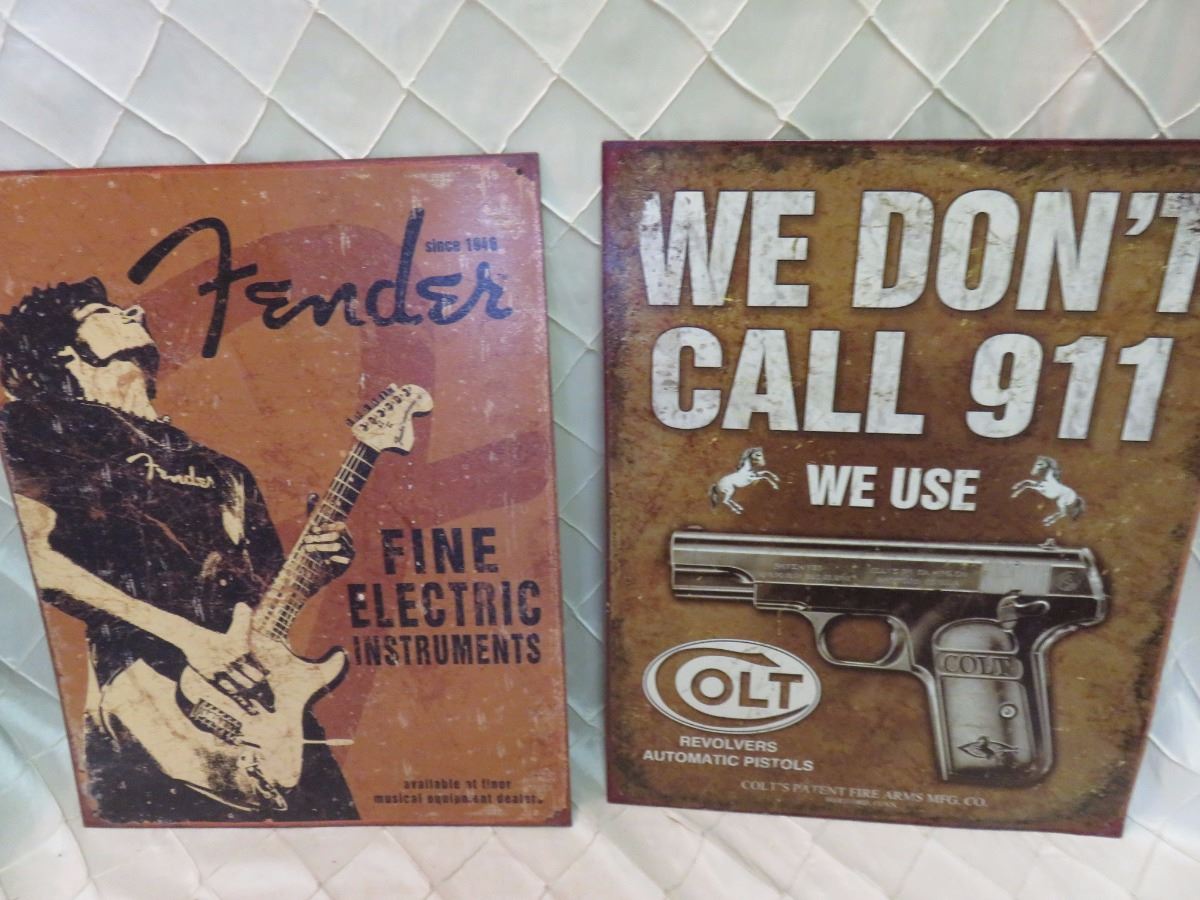 Fender
since 1946
Fender
FINE
ELECTRIC
INSTRUMENTS
available at finer
musical equipment dealers
WE DON'T
CALL 911
WE USE
COLT
COLT
REVOLVERS
AUTOMATIC PISTOLS
COLT'S PATENT FIRE ARMS MFG. CO.